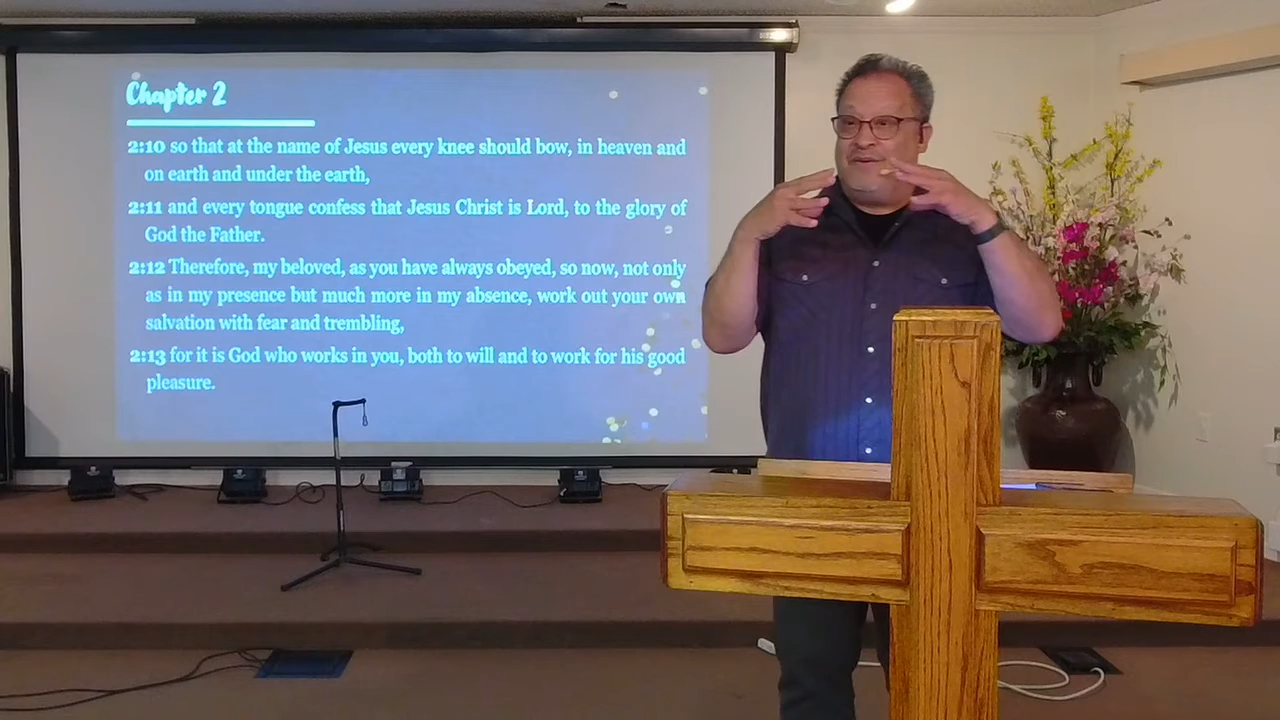 Chapter 2
2:10 so that at the name of Jesus every knee should bow, in heaven and
on earth and under the earth,
2:11 and every tongue confess that Jesus Christ is Lord, to the glory of
God the Father.
2:12 Therefore, my beloved, as you have always obeyed, so now, not only
as in my presence but much more in my absence, work out your own
salvation with fear and trembling,
2:13 for it is God who works in you, both to will and to work for his good
pleasure.